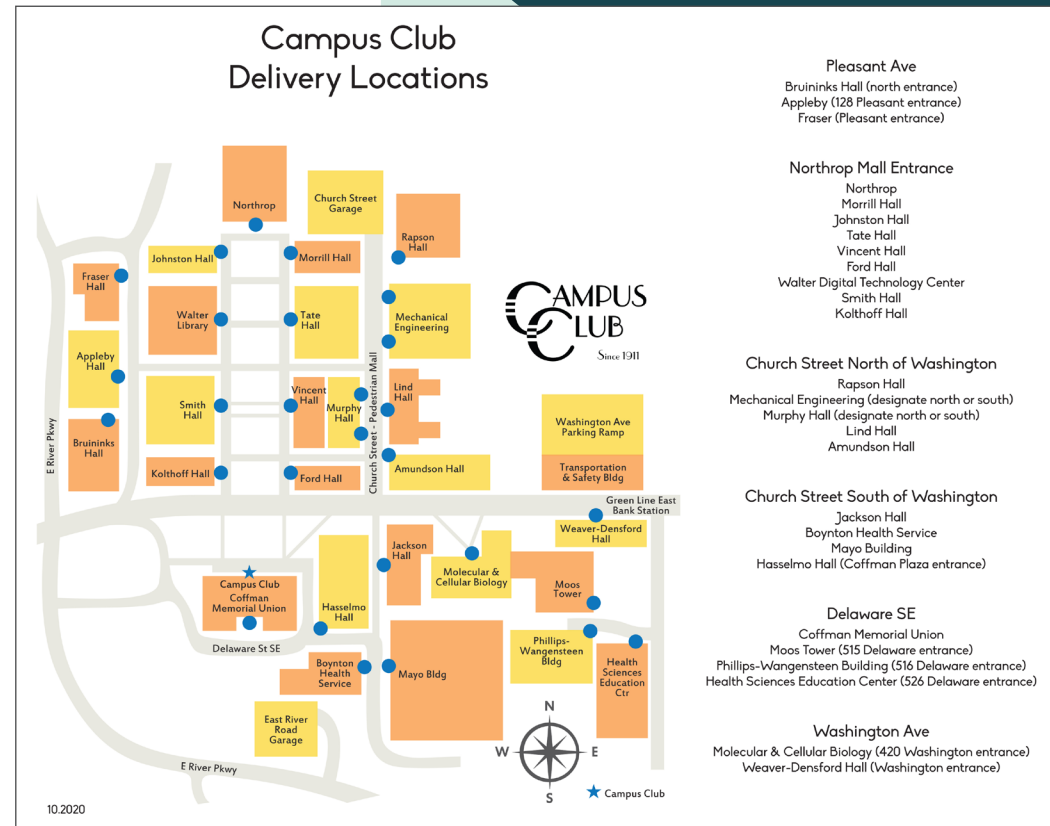 Campus Club
Delivery Locations
Northrop
Church Street
Garage
Rapson
Hall
Johnston Hall
Morrill Hall
Fraser
Hall
Walter
Library
Tate
Hall
Mechanical
Engineering
CAMPUS
CLUB
Since 1911
Appleby
Hall
Smith
Hall
Vincent
Hall
Murphy
Hall
Lind
Hall
Church Street - Pedestrian Mall
E River Pkwy
Bruininks
Hall
Washington Ave
Parking Ramp
Kolthoff Hall
Ford Hall
Amundson Hall
Transportation
& Safety Bldg
Green Line East
Bank Station
Weaver-Densford
Hall
Jackson
Hall
Molecular &
Cellular Biology
Moos
Tower
Campus Club
Coffman
Memorial Union
Hasselmo
Hall
Delaware St SE
Phillips-
Wangensteen
Bldg
Boynton
Health
Service
Mayo Bldg
Health
Sciences
Education
Ctr
East River
Road
Garage
E River Pkwy
N
W
E
S
Campus Club
10.2020
Pleasant Ave
Bruininks Hall (north entrance)
Appleby (128 Pleasant entrance)
Fraser (Pleasant entrance)
Northrop Mall Entrance
Northrop
Morrill Hall
Johnston Hall
Tate Hall
Vincent Hall
Ford Hall
Walter Digital Technology Center
Smith Hall
Kolthoff Hall
Church Street North of Washington
Rapson Hall
Mechanical Engineering (designate north or south)
Murphy Hall (designate north or south)
Lind Hall
Amundson Hall
Church Street South of Washington
Jackson Hall
Boynton Health Service
Mayo Building
Hasselmo Hall (Coffman Plaza entrance)
Delaware SE
Coffman Memorial Union
Moos Tower (515 Delaware entrance)
Phillips-Wangensteen Building (516 Delaware entrance)
Health Sciences Education Center (526 Delaware entrance)
Washington Ave
Molecular & Cellular Biology (420 Washington entrance)
Weaver-Densford Hall (Washington entrance)